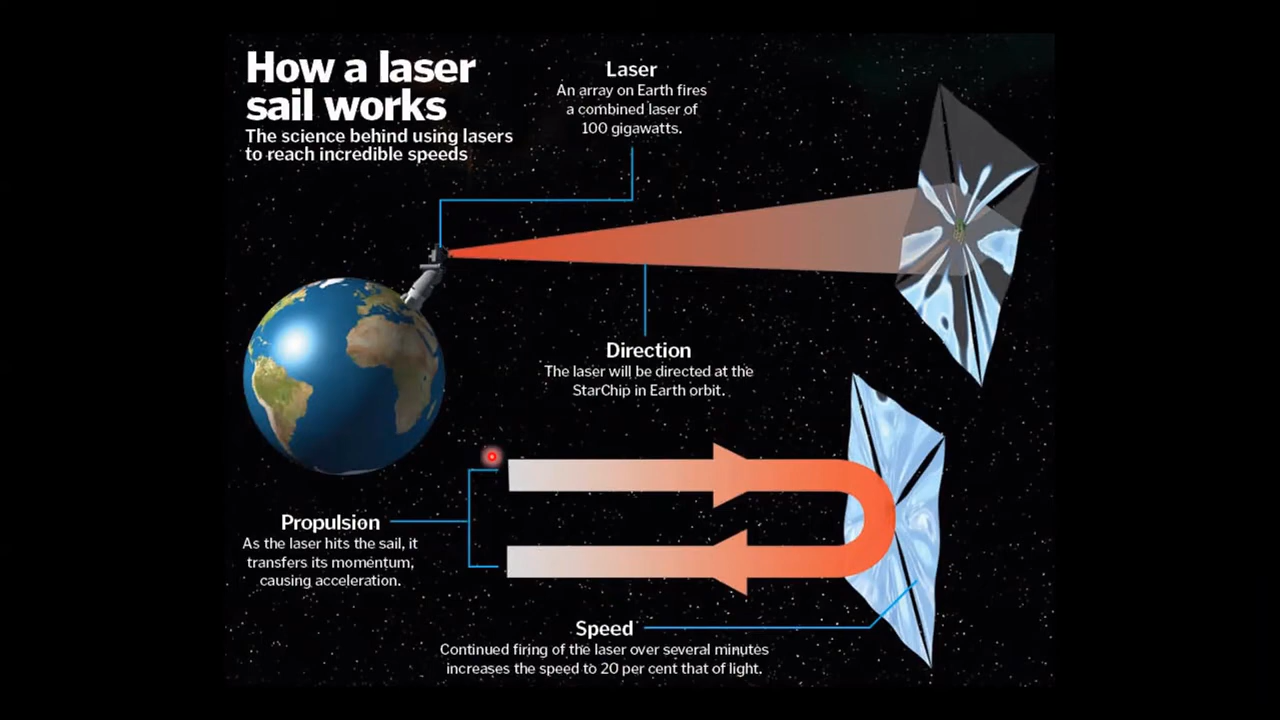 How a laser
sail works
The science behind using lasers
to reach incredible speeds
Laser
An array on Earth fires
a combined laser of
100 gigawatts.
Direction
The laser will be directed at the
StarChip in Earth orbit.
Propulsion
As the laser hits the sail, it
transfers its momentum,
causing acceleration.
Speed
Continued firing of the laser over several minutes
increases the speed to 20 per cent that of light.